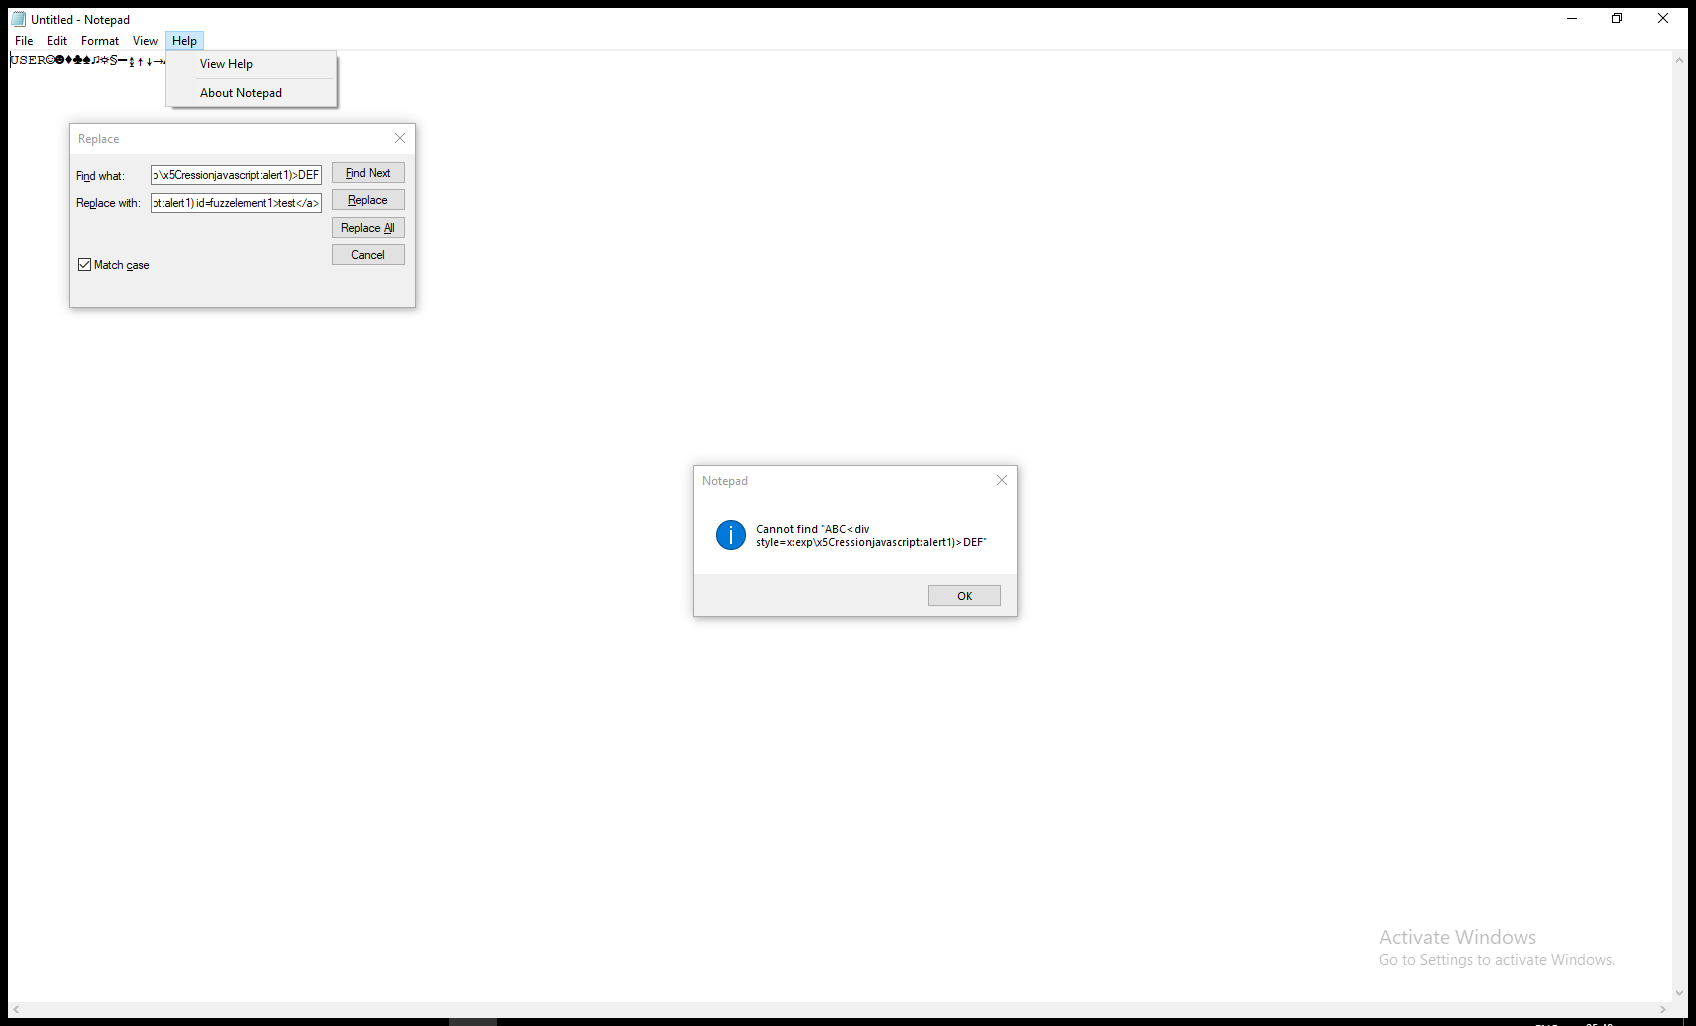 Untitled - Notepad
File Edit Format View Help
USER☺☻♦♣♠♫☼§▬↨↑↓→
View Help
About Notepad
Replace
Find what: \x5Cressionjavascript:alert1)>DEF Find Next
Replace with: t:alert1) id=fuzzelement1>test</a> Replace
Replace All
Cancel
Match case
Notepad
Cannot find "ABC<div
style=x:exp\x5Cressionjavascript:alert1)>DEF"
OK
Activate Windows
Go to Settings to activate Windows.